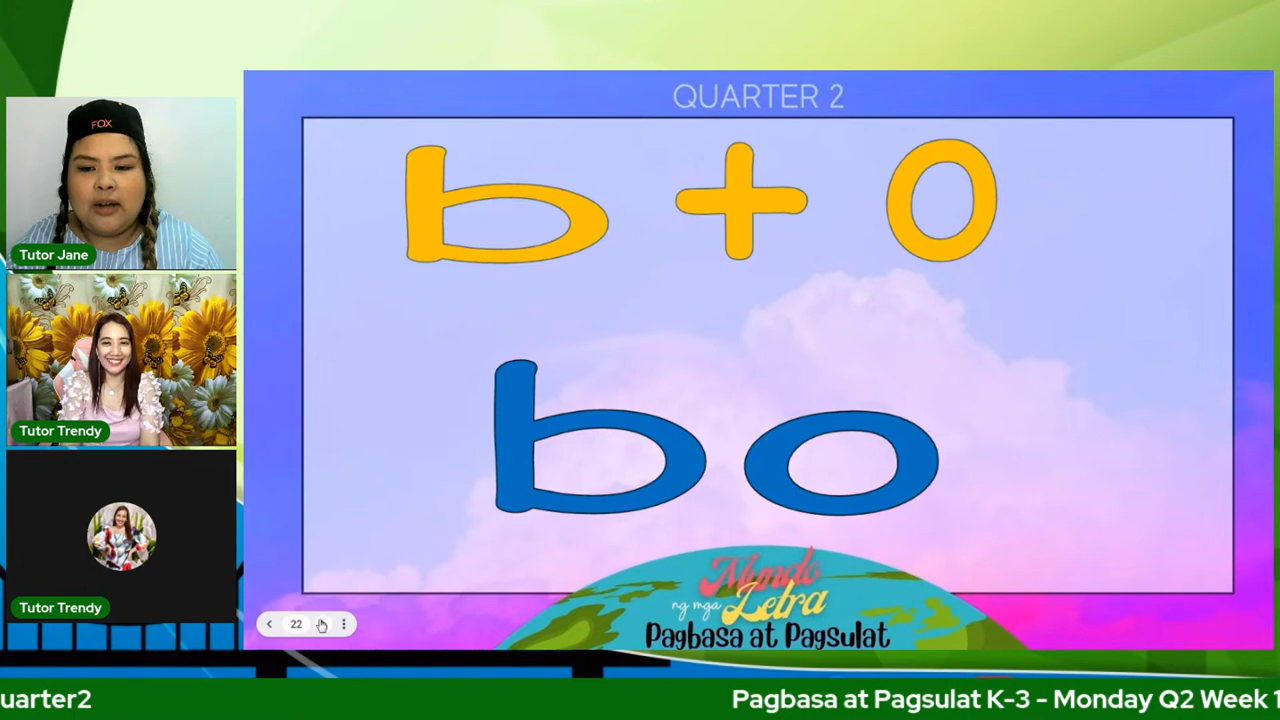 QUARTER 2
b + o
bo
FOX
Tutor Jane
Tutor Trendy
Tutor Trendy
22
Mundo
ng mga Letra
Pagbasa at Pagsulat
uarter2
Pagbasa at Pagsulat K-3 - Monday Q2 Week 1